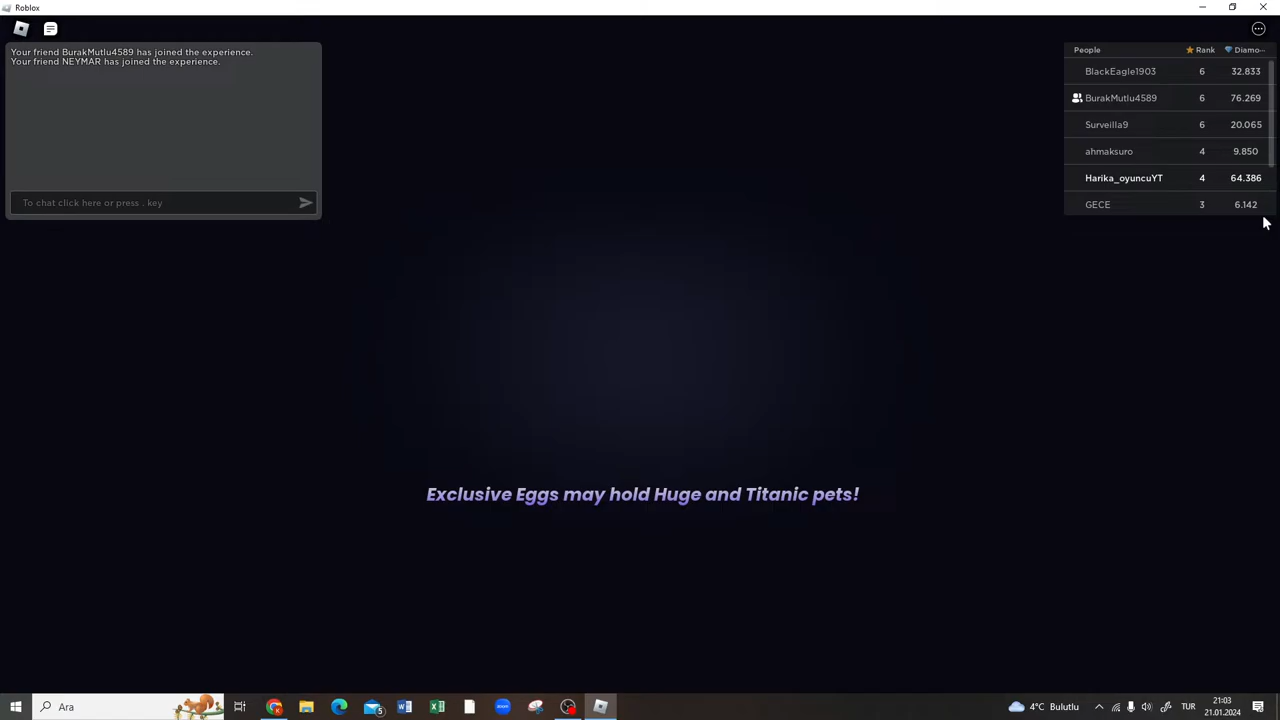 Roblox
Your friend BurakMutlu4589 has joined the experience.
Your friend NEYMAR has joined the experience.
To chat click here or press . key
People Rank Diamo...
BlackEagle1903 6 32.833
BurakMutlu4589 6 76.269
Surveilla9 6 20.065
ahmaksuro 4 9.850
Harika_oyuncuYT 4 64.386
GECE 3 6.142
Exclusive Eggs may hold Huge and Titanic pets!
Ara
5
zoom
4°C Bulutlu
TUR
21:03
21.01.2024